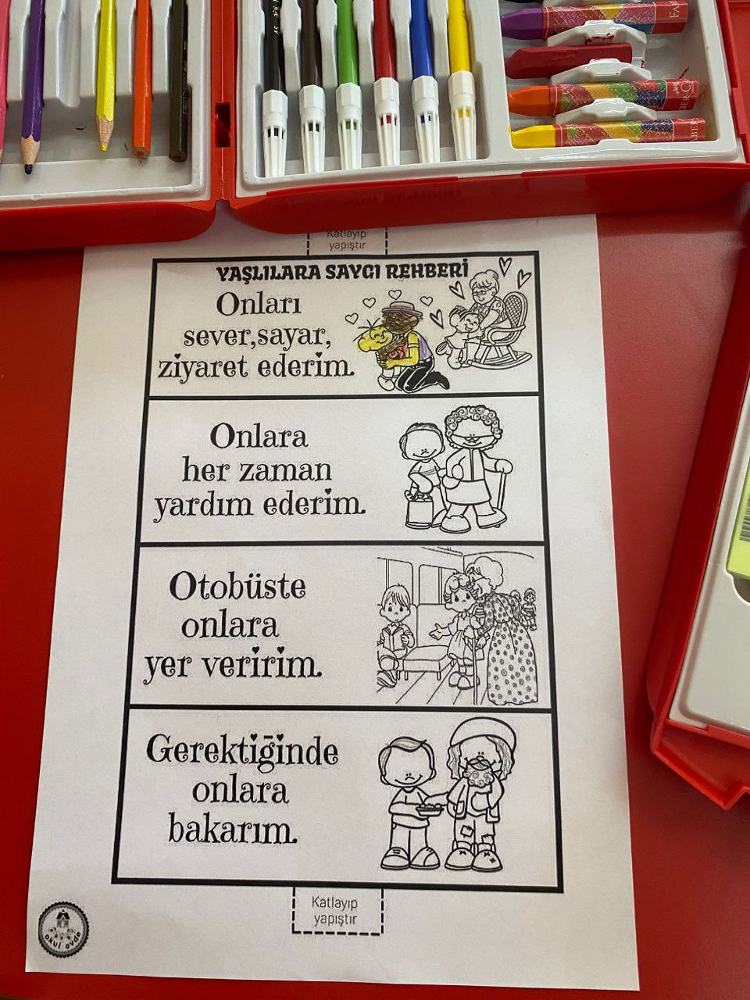 Katlayıp
yapıştır
YAŞLILARA SAYGI REHBERİ
Onları
sever,sayar,
ziyaret ederim.
Onlara
her zaman
yardım ederim.
Otobüste
onlara
yer veririm.
Gerektiğinde
onlara
bakarım.
Katlayıp
yapıştır
okul evde